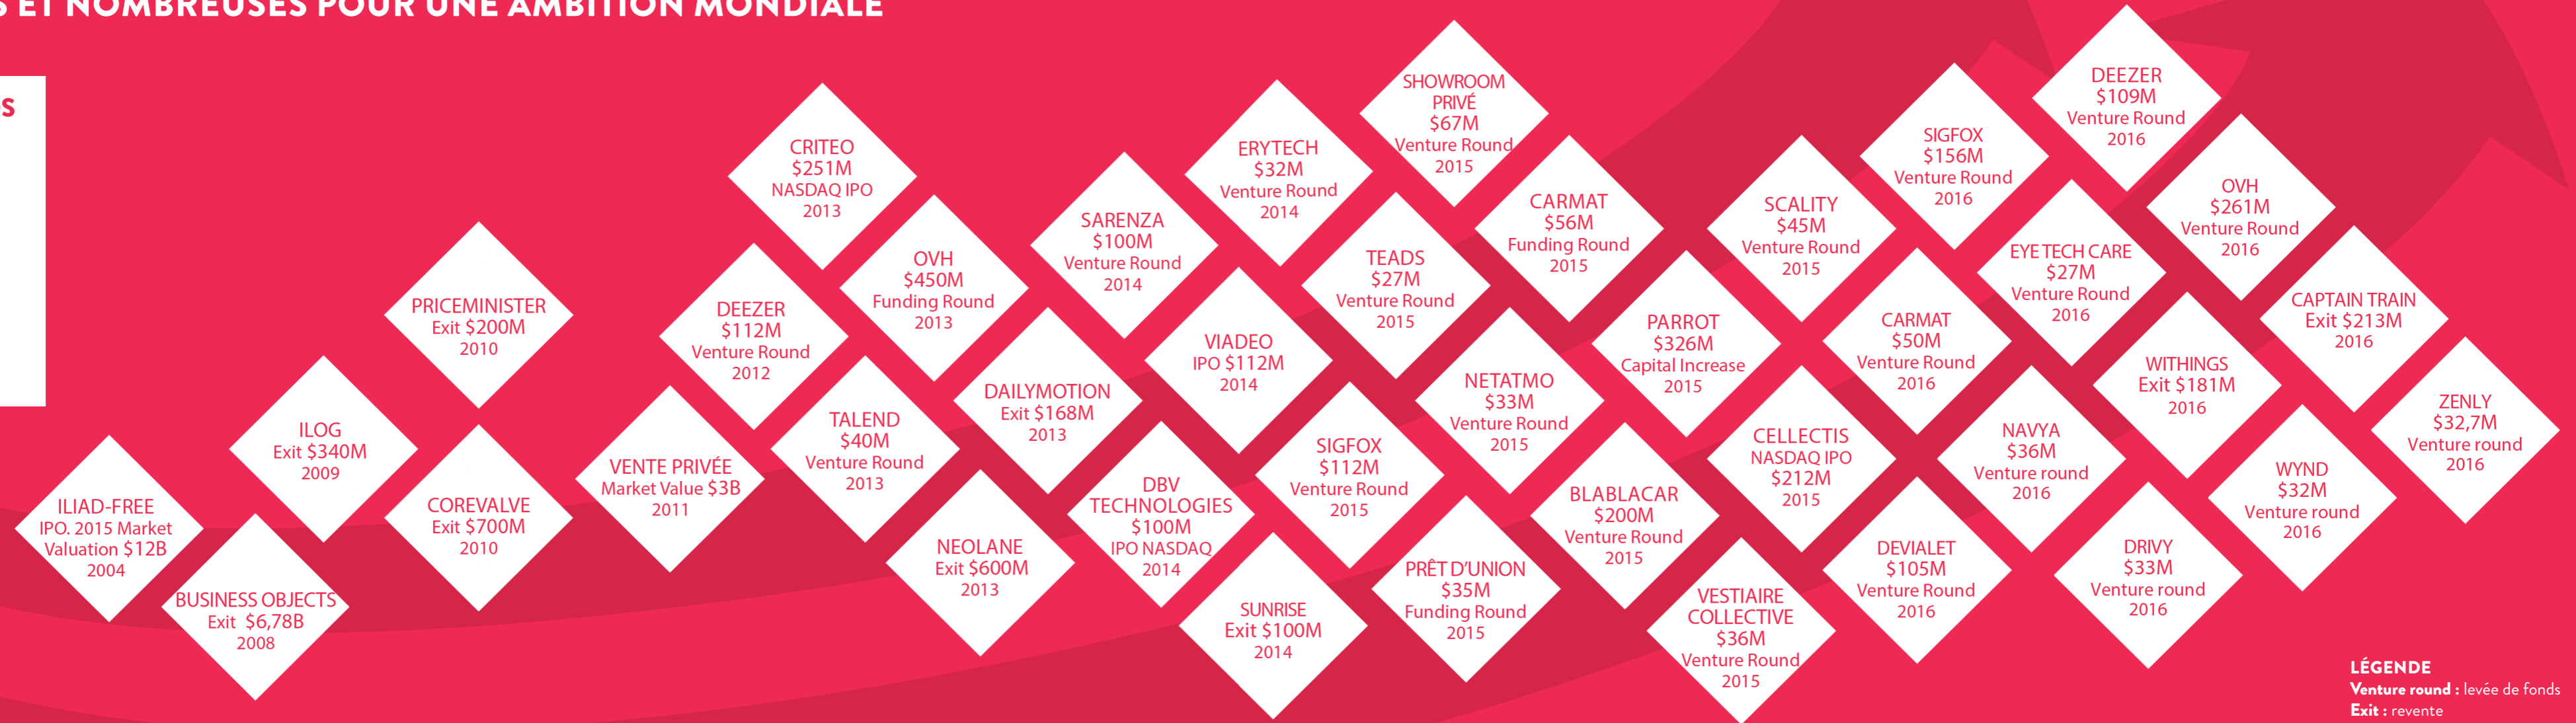 ET NOMBREUSES POUR UNE AMBITION MONDIALE
S
ILIAD-FREE
IPO. 2015 Market
Valuation $12B
2004
BUSINESS OBJECTS
Exit $6,78B
2008
ILOG
Exit $340M
2009
PRICEMINISTER
Exit $200M
2010
COREVALVE
Exit $700M
2010
VENTE PRIVÉE
Market Value $3B
2011
DEEZER
$112M
Venture Round
2012
CRITEO
$251M
NASDAQ IPO
2013
TALEND
$40M
Venture Round
2013
OVH
$450M
Funding Round
2013
NEOLANE
Exit $600M
2013
DAILYMOTION
Exit $168M
2013
SARENZA
$100M
Venture Round
2014
DBV
TECHNOLOGIES
$100M
IPO NASDAQ
2014
ERYTECH
$32M
Venture Round
2014
VIADEO
IPO $112M
2014
SUNRISE
Exit $100M
2014
SHOWROOM
PRIVÉ
$67M
Venture Round
2015
TEADS
$27M
Venture Round
2015
SIGFOX
$112M
Venture Round
2015
CARMAT
$56M
Funding Round
2015
NETATMO
$33M
Venture Round
2015
PRÊT D'UNION
$35M
Funding Round
2015
PARROT
$326M
Capital Increase
2015
BLABLACAR
$200M
Venture Round
2015
SCALITY
$45M
Venture Round
2015
CELLECTIS
NASDAQ IPO
$212M
2015
VESTIAIRE
COLLECTIVE
$36M
Venture Round
2015
SIGFOX
$156M
Venture Round
2016
CARMAT
$50M
Venture Round
2016
DEVIALET
$105M
Venture Round
2016
DEEZER
$109M
Venture Round
2016
EYE TECH CARE
$27M
Venture Round
2016
NAVYA
$36M
Venture round
2016
OVH
$261M
Venture Round
2016
WITHINGS
Exit $181M
2016
DRIVY
$33M
Venture round
2016
CAPTAIN TRAIN
Exit $213M
2016
WYND
$32M
Venture round
2016
ZENLY
$32,7M
Venture round
2016
LÉGENDE
Venture round : levée de fonds
Exit : revente